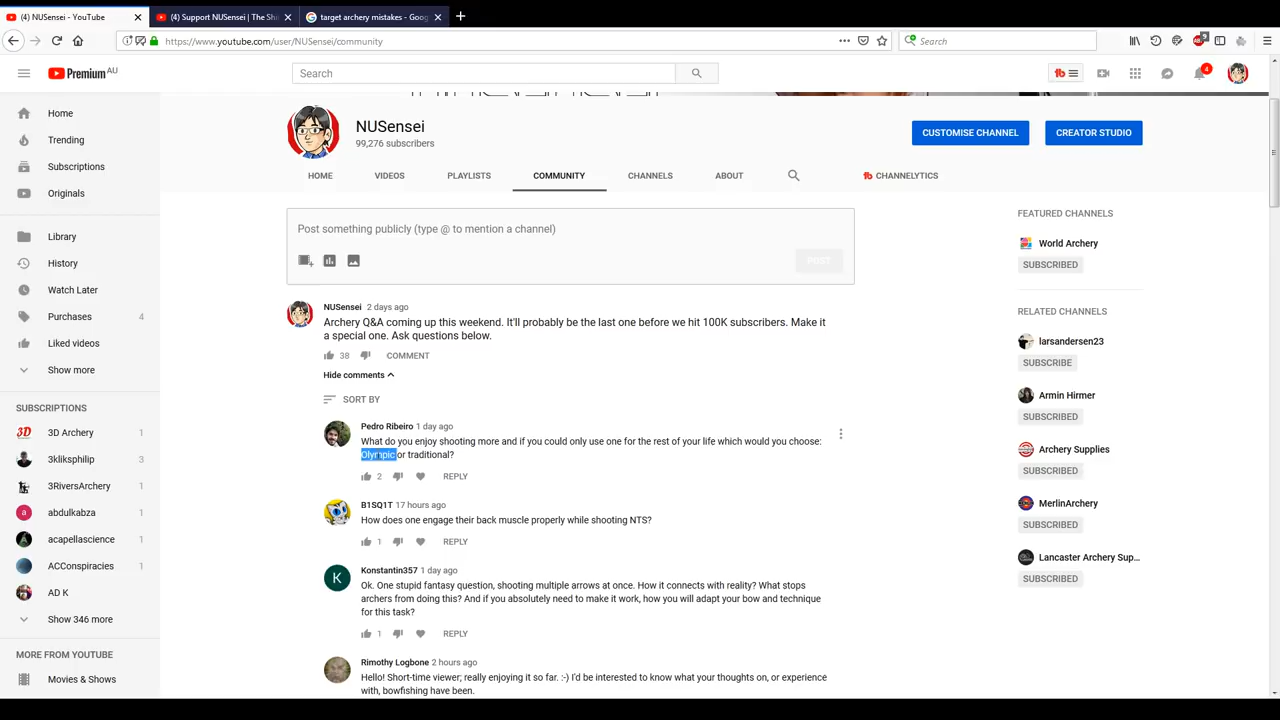 (4) NUSensei - YouTube
(4) Support NUSensei | The Shi
target archery mistakes - Goog
https://www.youtube.com/user/NUSensei/community
Search
9
Premium AU
Search
4
Home
Trending
Subscriptions
Originals
Library
History
Watch Later
Purchases 4
Liked videos
Show more
SUBSCRIPTIONS
3D Archery 1
3kliksphilip 3
3RiversArchery 1
abdulkabza 1
acapellascience 1
ACConspiracies 1
AD K
Show 346 more
MORE FROM YOUTUBE
Movies & Shows
NUSensei
99,276 subscribers
CUSTOMISE CHANNEL
CREATOR STUDIO
HOME
VIDEOS
PLAYLISTS
COMMUNITY
CHANNELS
ABOUT
CHANNELYTICS
Post something publicly (type @ to mention a channel)
POST
NUSensei 2 days ago
Archery Q&A coming up this weekend. It'll probably be the last one before we hit 100K subscribers. Make it
a special one. Ask questions below.
38 COMMENT
Hide comments
SORT BY
Pedro Ribeiro 1 day ago
What do you enjoy shooting more and if you could only use one for the rest of your life which would you choose:
Olympic or traditional?
2 REPLY
B1SQ1T 17 hours ago
How does one engage their back muscle properly while shooting NTS?
1 REPLY
K
Konstantin357 1 day ago
Ok. One stupid fantasy question, shooting multiple arrows at once. How it connects with reality? What stops
archers from doing this? And if you absolutely need to make it work, how you will adapt your bow and technique
for this task?
1 REPLY
Rimothy Logbone 2 hours ago
Hello! Short-time viewer; really enjoying it so far. :-) I'd be interested to know what your thoughts on, or experience
with, bowfishing have been.
FEATURED CHANNELS
World Archery
SUBSCRIBED
RELATED CHANNELS
larsandersen23
SUBSCRIBE
Armin Hirmer
SUBSCRIBED
Archery Supplies
SUBSCRIBED
MerlinArchery
SUBSCRIBED
Lancaster Archery Sup...
SUBSCRIBED